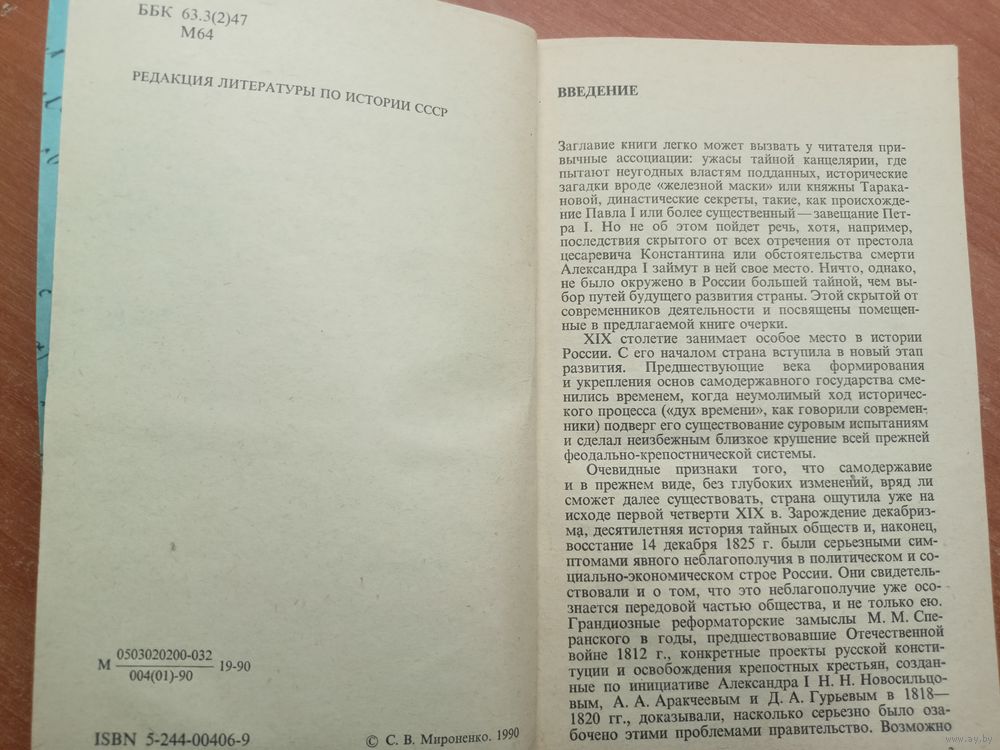 ББК 63.3(2)47
М64
РЕДАКЦИЯ ЛИТЕРАТУРЫ ПО ИСТОРИИ СССР
М 0503020200-032 19-90
004(01)-90
ISBN 5-244-00406-9
© С. В. Мироненко. 1990
ВВЕДЕНИЕ
Заглавие книги легко может вызвать у читателя при-
вычные ассоциации: ужасы тайной канцелярии, где
пытают неугодных властям подданных, исторические
загадки вроде «железной маски» или княжны Тарака-
новой, династические секреты, такие, как происхожде-
ние Павла I или более существенный — завещание Пет-
ра I. Но не об этом пойдет речь, хотя, например,
последствия скрытого от всех отречения от престола
цесаревича Константина или обстоятельства смерти
Александра I займут в ней свое место. Ничто, однако,
не было окружено в России большей тайной, чем вы-
бор путей будущего развития страны. Этой скрытой от
современников деятельности и посвящены помещен-
ные в предлагаемой книге очерки.
XIX столетие занимает особое место в истории
России. С его началом страна вступила в новый этап
развития. Предшествующие века формирования
и укрепления основ самодержавного государства сме-
нились временем, когда неумолимый ход историчес-
кого процесса («дух времени», как говорили современ-
ники) подверг его существование суровым испытаниям
и сделал неизбежным близкое крушение всей прежней
феодально-крепостнической системы.
Очевидные признаки того, что самодержавие
и в прежнем виде, без глубоких изменений, вряд ли
сможет далее существовать, страна ощутила уже на
исходе первой четверти XIX в. Зарождение декабриз-
ма, десятилетняя история тайных обществ и, наконец,
восстание 14 декабря 1825 г. были серьезными сим-
птомами явного неблагополучия в политическом и со-
циально-экономическом строе России. Они свидетель-
ствовали и о том, что это неблагополучие уже осо-
знается передовой частью общества, и не только ею.
Грандиозные реформаторские замыслы М. М. Спе-
ранского в годы, предшествовавшие Отечественной
войне 1812 г., конкретные проекты русской консти-
туции и освобождения крепостных крестьян, создан-
ные по инициативе Александра I Н. Н. Новосильцо-
вым, А. А. Аракчеевым и Д. А. Гурьевым в 1818—
1820 гг., доказывали, насколько серьезно было оза-
бочено этими проблемами правительство. Возможно
www.ay.by